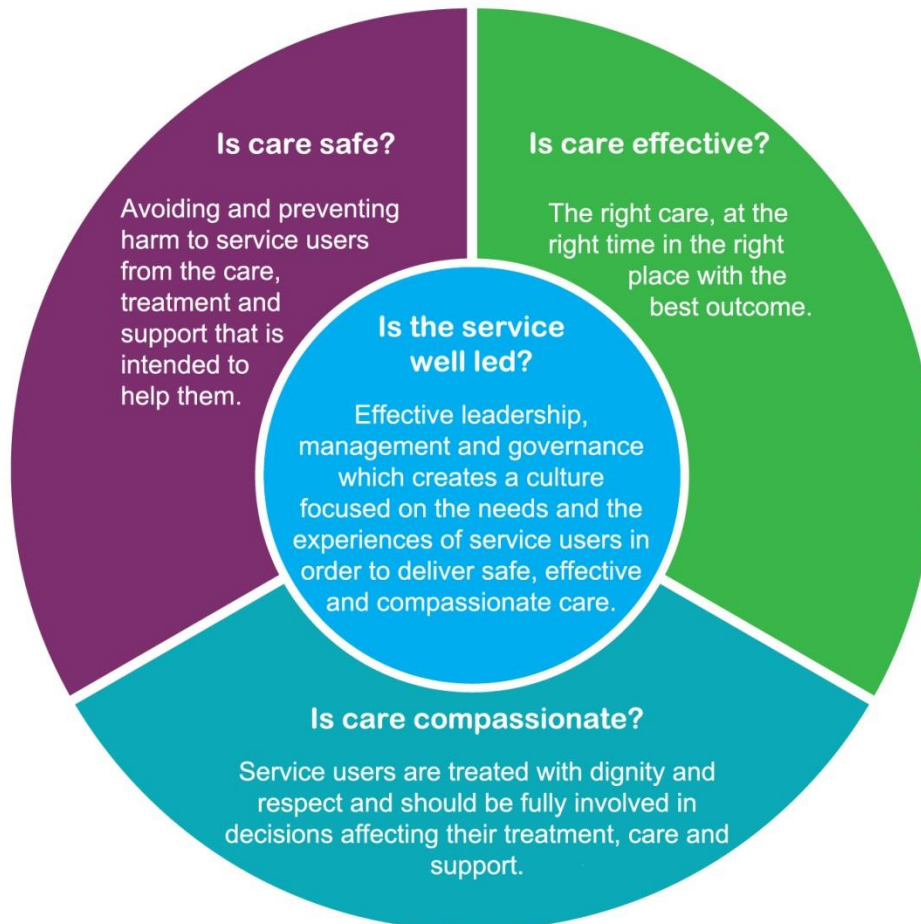 Is care safe?
Avoiding and preventing
harm to service users
from the care,
treatment and
support that is
intended to
help them.
Is care effective?
The right care, at the
right time in the right
place with the
best outcome.
Is the service
well led?
Effective leadership,
management and governance
which creates a culture
focused on the needs and the
experiences of service users in
order to deliver safe, effective
and compassionate care.
Is care compassionate?
Service users are treated with dignity and
respect and should be fully involved in
decisions affecting their treatment, care and
support.